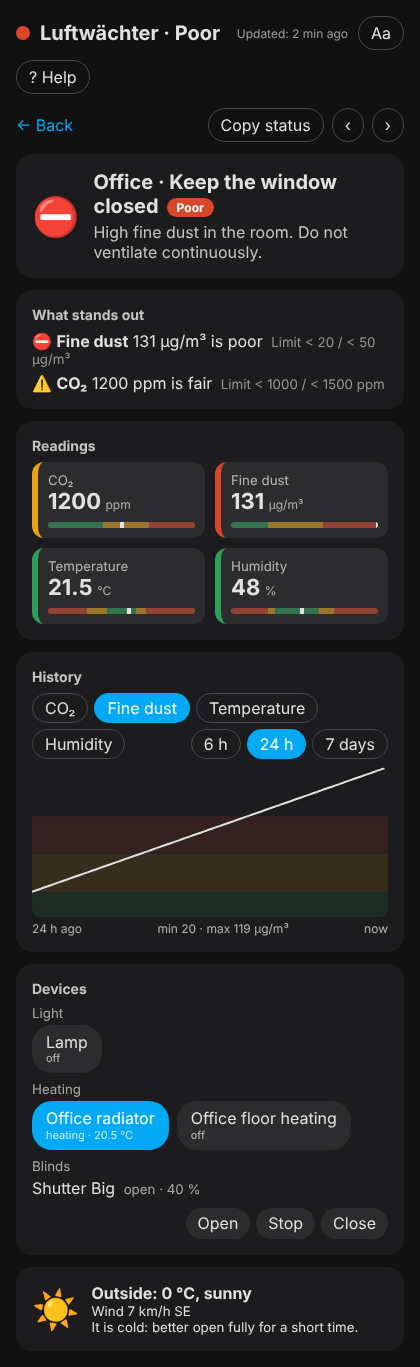 Luftwächter · Poor
Updated: 2 min ago
Aa
? Help
← Back
Copy status
‹
›
Office · Keep the window
closed Poor
High fine dust in the room. Do not
ventilate continuously.
What stands out
Fine dust 131 µg/m³ is poor Limit < 20 / < 50
µg/m³
CO₂ 1200 ppm is fair Limit < 1000 / < 1500 ppm
Readings
CO₂
1200 ppm
Fine dust
131 µg/m³
Temperature
21.5 °C
Humidity
48 %
History
CO₂ Fine dust Temperature
Humidity 6 h 24 h 7 days
24 h ago min 20 · max 119 µg/m³ now
Devices
Light
Lamp
off
Heating
Office radiator
heating · 20.5 °C
Office floor heating
off
Blinds
Shutter Big open · 40 %
Open Stop Close
Outside: 0 °C, sunny
Wind 7 km/h SE
It is cold: better open fully for a short time.